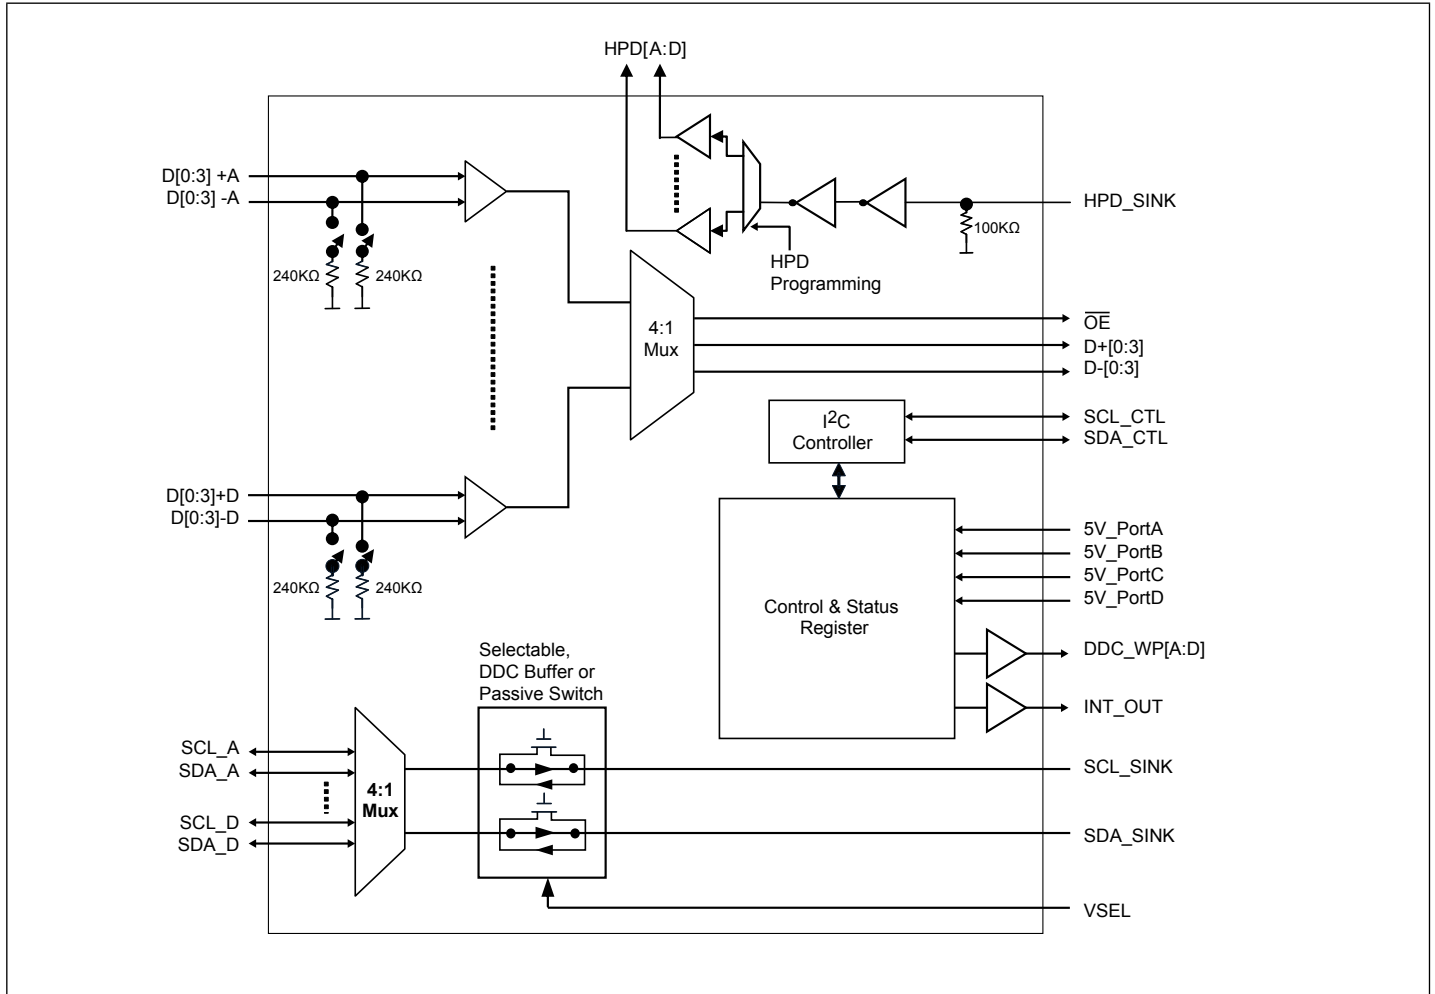 HPD[A:D]
D[0:3] +A
D[0:3] -A
240KΩ
240KΩ
HPD_SINK
100KΩ
HPD
Programming
4:1
Mux
OE
D+[0:3]
D-[0:3]
I2C
Controller
SCL_CTL
SDA_CTL
D[0:3]+D
D[0:3]-D
240KΩ
240KΩ
Control & Status
Register
5V_PortA
5V_PortB
5V_PortC
5V_PortD
DDC_WP[A:D]
INT_OUT
Selectable,
DDC Buffer or
Passive Switch
SCL_A
SDA_A
SCL_D
SDA_D
4:1
Mux
SCL_SINK
SDA_SINK
VSEL